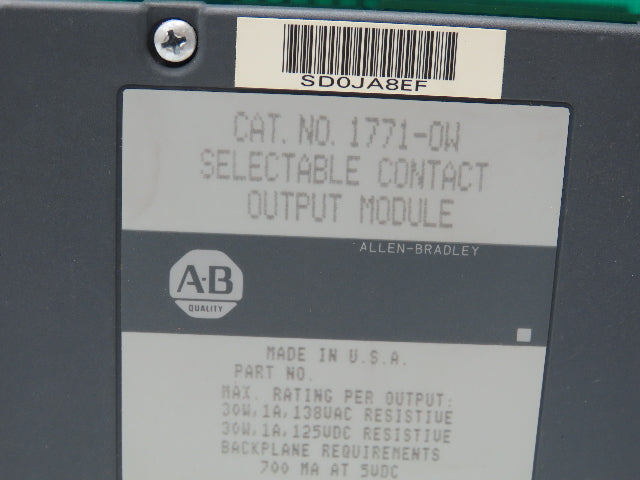 SD0JA8EF
CAT. NO. 1771-OW
SELECTABLE CONTACT
OUTPUT MODULE
ALLEN-BRADLEY
A-B
QUALITY
MADE IN U.S.A.
PART NO.
MAX. RATING PER OUTPUT:
30W,1A,138VAC RESISTIVE
30W,1A,125VDC RESISTIVE
BACKPLANE REQUIREMENTS
700 MA AT 5VDC